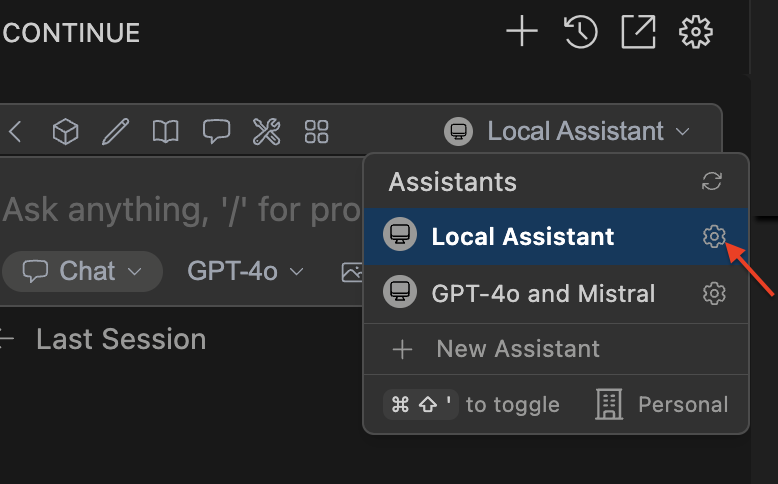 CONTINUE
Local Assistant
Assistants
Ask anything, '/' for pro
Local Assistant
Chat GPT-4o
GPT-4o and Mistral
Last Session
New Assistant
⌘ ⇧ ' to toggle Personal